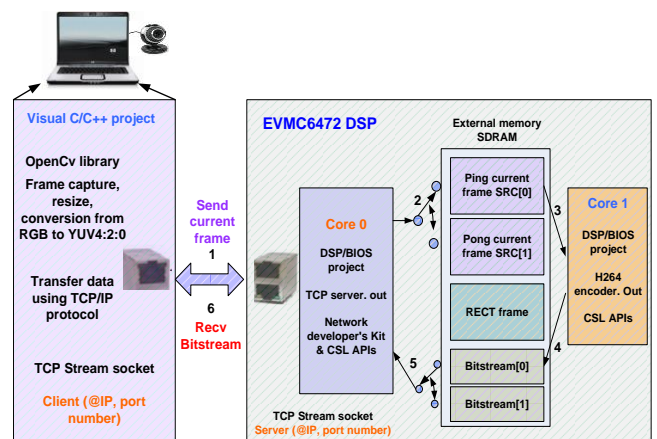 Visual C/C++ project
OpenCv library
Frame capture,
resize,
conversion from
RGB to YUV4:2:0
Transfer data
using TCP/IP
protocol
TCP Stream socket
Client (@IP, port
number)
Send
current
frame
1
6
Recv
Bitstream
EVMC6472 DSP
Core 0
DSP/BIOS
project
TCP server. out
Network
developer's Kit
& CSL APIs
TCP Stream socket
Server (@IP, port number)
2
5
External memory
SDRAM
Ping current
frame SRC[0]
Pong current
frame SRC[1]
RECT frame
Bitstream[0]
Bitstream[1]
3
4
Core 1
DSP/BIOS
project
H264
encoder. Out
CSL APIs